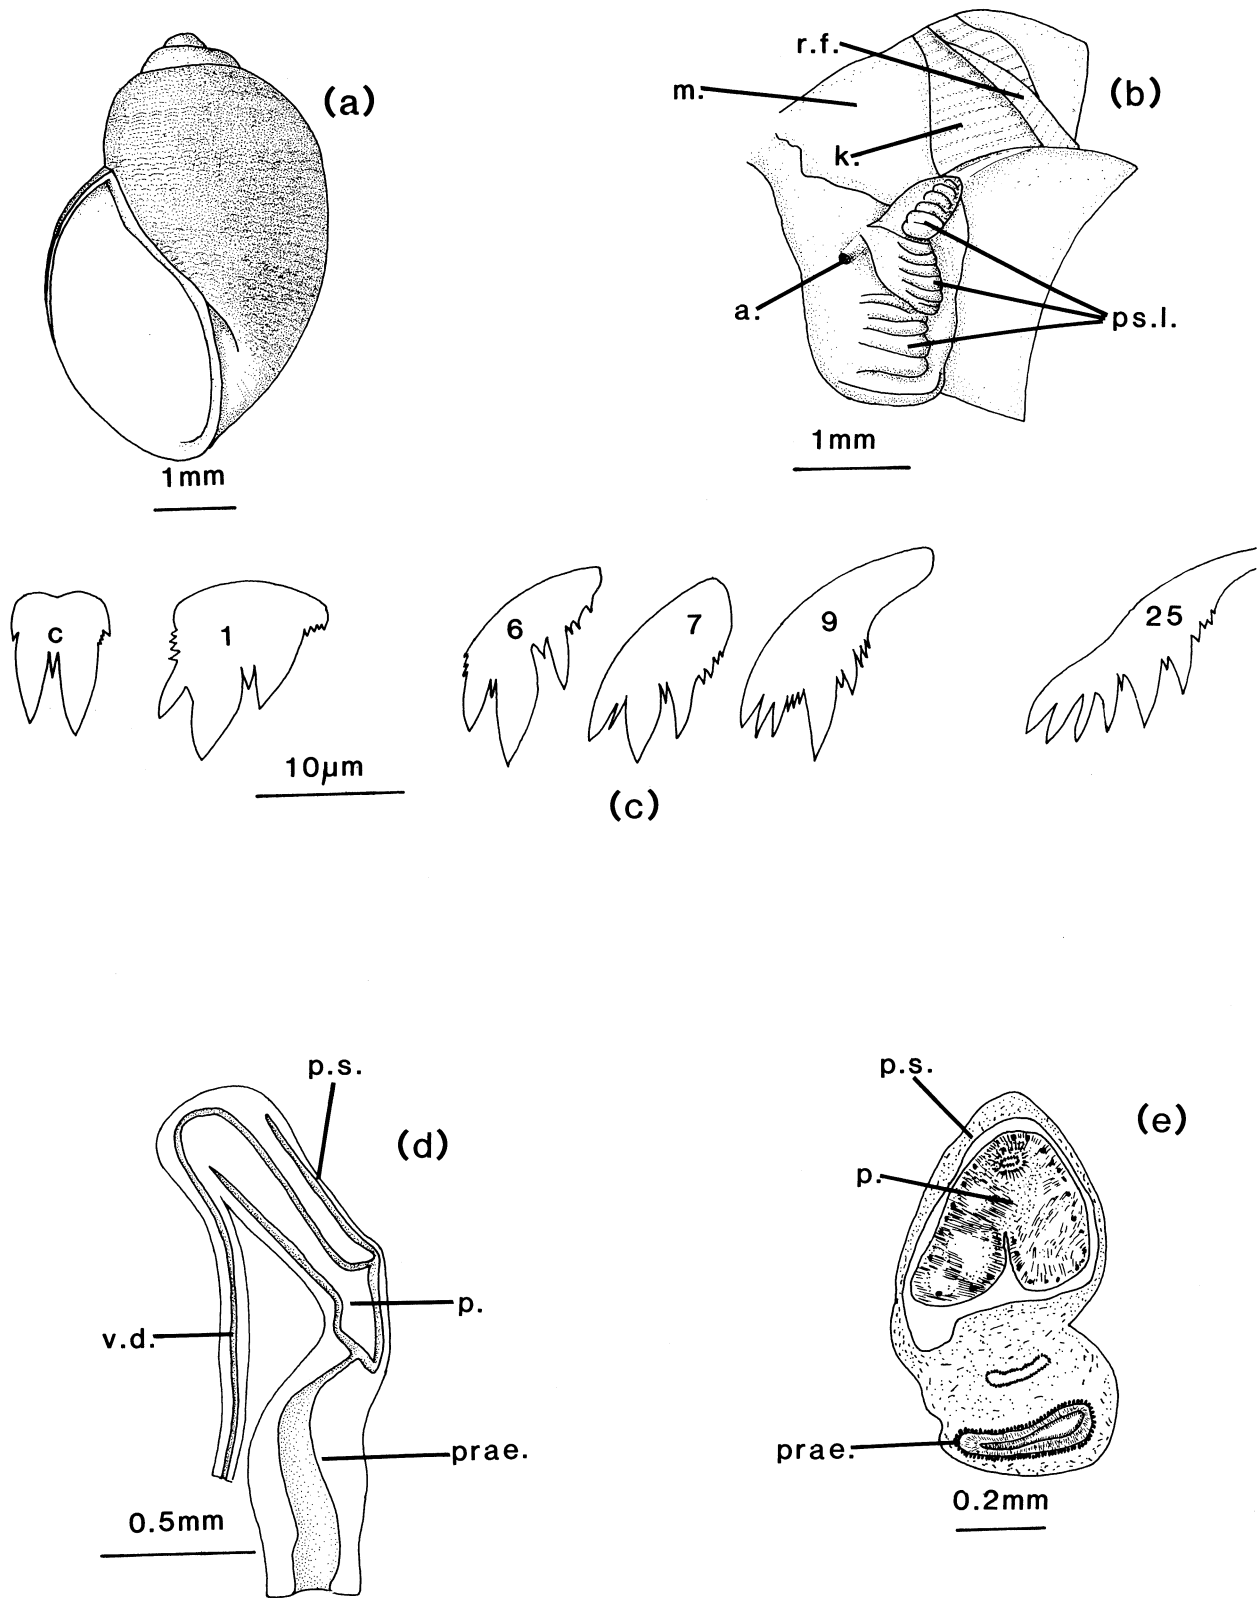 (a)
1mm
r.f.
m.
(b)
k.
a.
ps.l.
1mm
c
1
6
7
9
25
10µm
(c)
p.s.
(d)
p.
v.d.
prae.
0.5mm
p.s.
(e)
p.
prae.
0.2mm